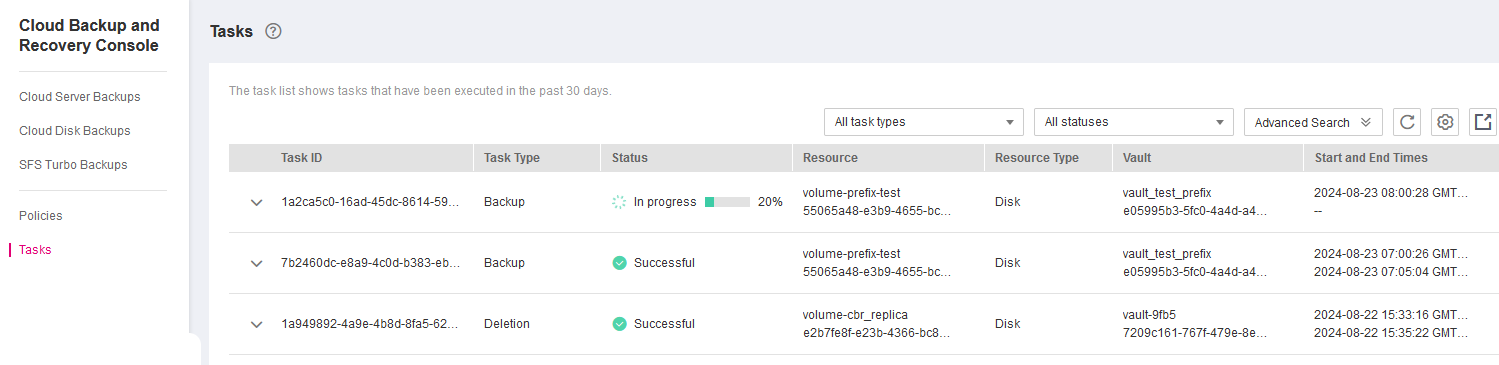 Cloud Backup and
Recovery Console
Cloud Server Backups
Cloud Disk Backups
SFS Turbo Backups
Policies
Tasks
Tasks ?
The task list shows tasks that have been executed in the past 30 days.
All task types All statuses Advanced Search
Task ID Task Type Status Resource Resource Type Vault Start and End Times
1a2ca5c0-16ad-45dc-8614-59... Backup In progress 20% volume-prefix-test Disk vault_test_prefix 2024-08-23 08:00:28 GMT...
55065a48-e3b9-4655-bc... e05995b3-5fc0-4a4d-a4... --
7b2460dc-e8a9-4c0d-b383-eb... Backup Successful volume-prefix-test Disk vault_test_prefix 2024-08-23 07:00:26 GMT...
55065a48-e3b9-4655-bc... e05995b3-5fc0-4a4d-a4... 2024-08-23 07:05:04 GMT...
1a949892-4a9e-4b8d-8fa5-62... Deletion Successful volume-cbr_replica Disk vault-9fb5 2024-08-22 15:33:16 GMT...
e2b7fe8f-e23b-4366-bc8... 7209c161-767f-479e-8e... 2024-08-22 15:35:22 GMT...